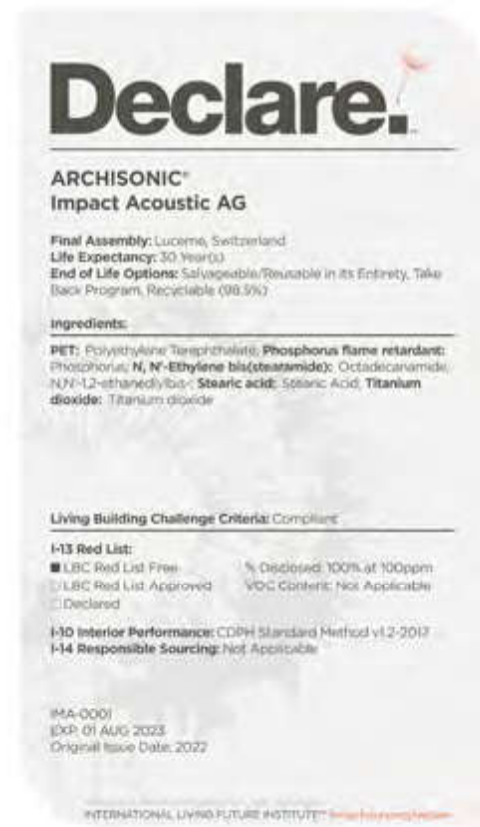 Declare.
ARCHISONIC®
Impact Acoustic AG
Final Assembly: Lucerne, Switzerland
Life Expectancy: 30 Year(s)
End of Life Options: Salvageable/Reusable in its Entirety, Take
Back Program, Recyclable (98.5%)
Ingredients:
PET: Polyethylene Terephthalate; Phosphorus flame retardant:
Phosphorus; N, N'-Ethylene bis(stearamide): Octadecanamide,
N,N'-1,2-ethanediylbis-; Stearic acid: Stearic Acid; Titanium
dioxide: Titanium dioxide
Living Building Challenge Criteria: Compliant
I-13 Red List:
LBC Red List Free % Disclosed: 100% at 100ppm
LBC Red List Approved VOC Content: Not Applicable
Declared
I-10 Interior Performance: CDPH Standard Method v1.2-2017
I-14 Responsible Sourcing: Not Applicable
IMA-0001
EXP. 01 AUG 2023
Original Issue Date: 2022
INTERNATIONAL LIVING FUTURE INSTITUTE™